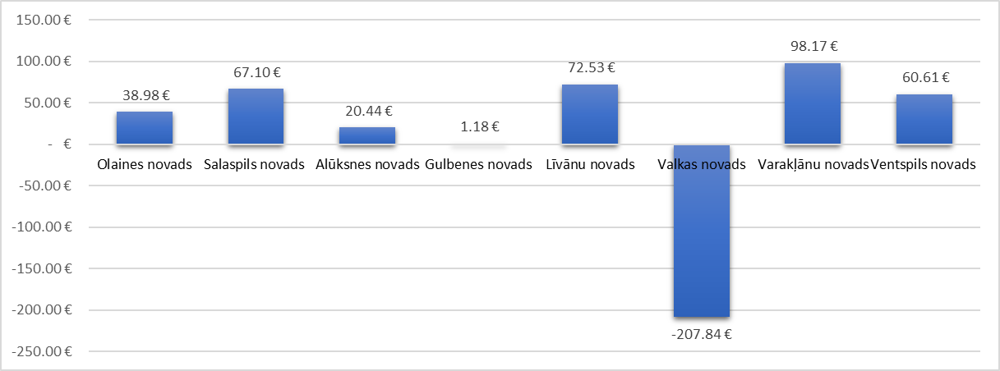 150.00 €
100.00 €
50.00 €
- €
-50.00 €
-100.00 €
-150.00 €
-200.00 €
-250.00 €
38.98 €
67.10 €
20.44 €
1.18 €
72.53 €
-207.84 €
98.17 €
60.61 €
Olaines novads
Salaspils novads
Alūksnes novads
Gulbenes novads
Līvānu novads
Valkas novads
Varakļānu novads
Ventspils novads